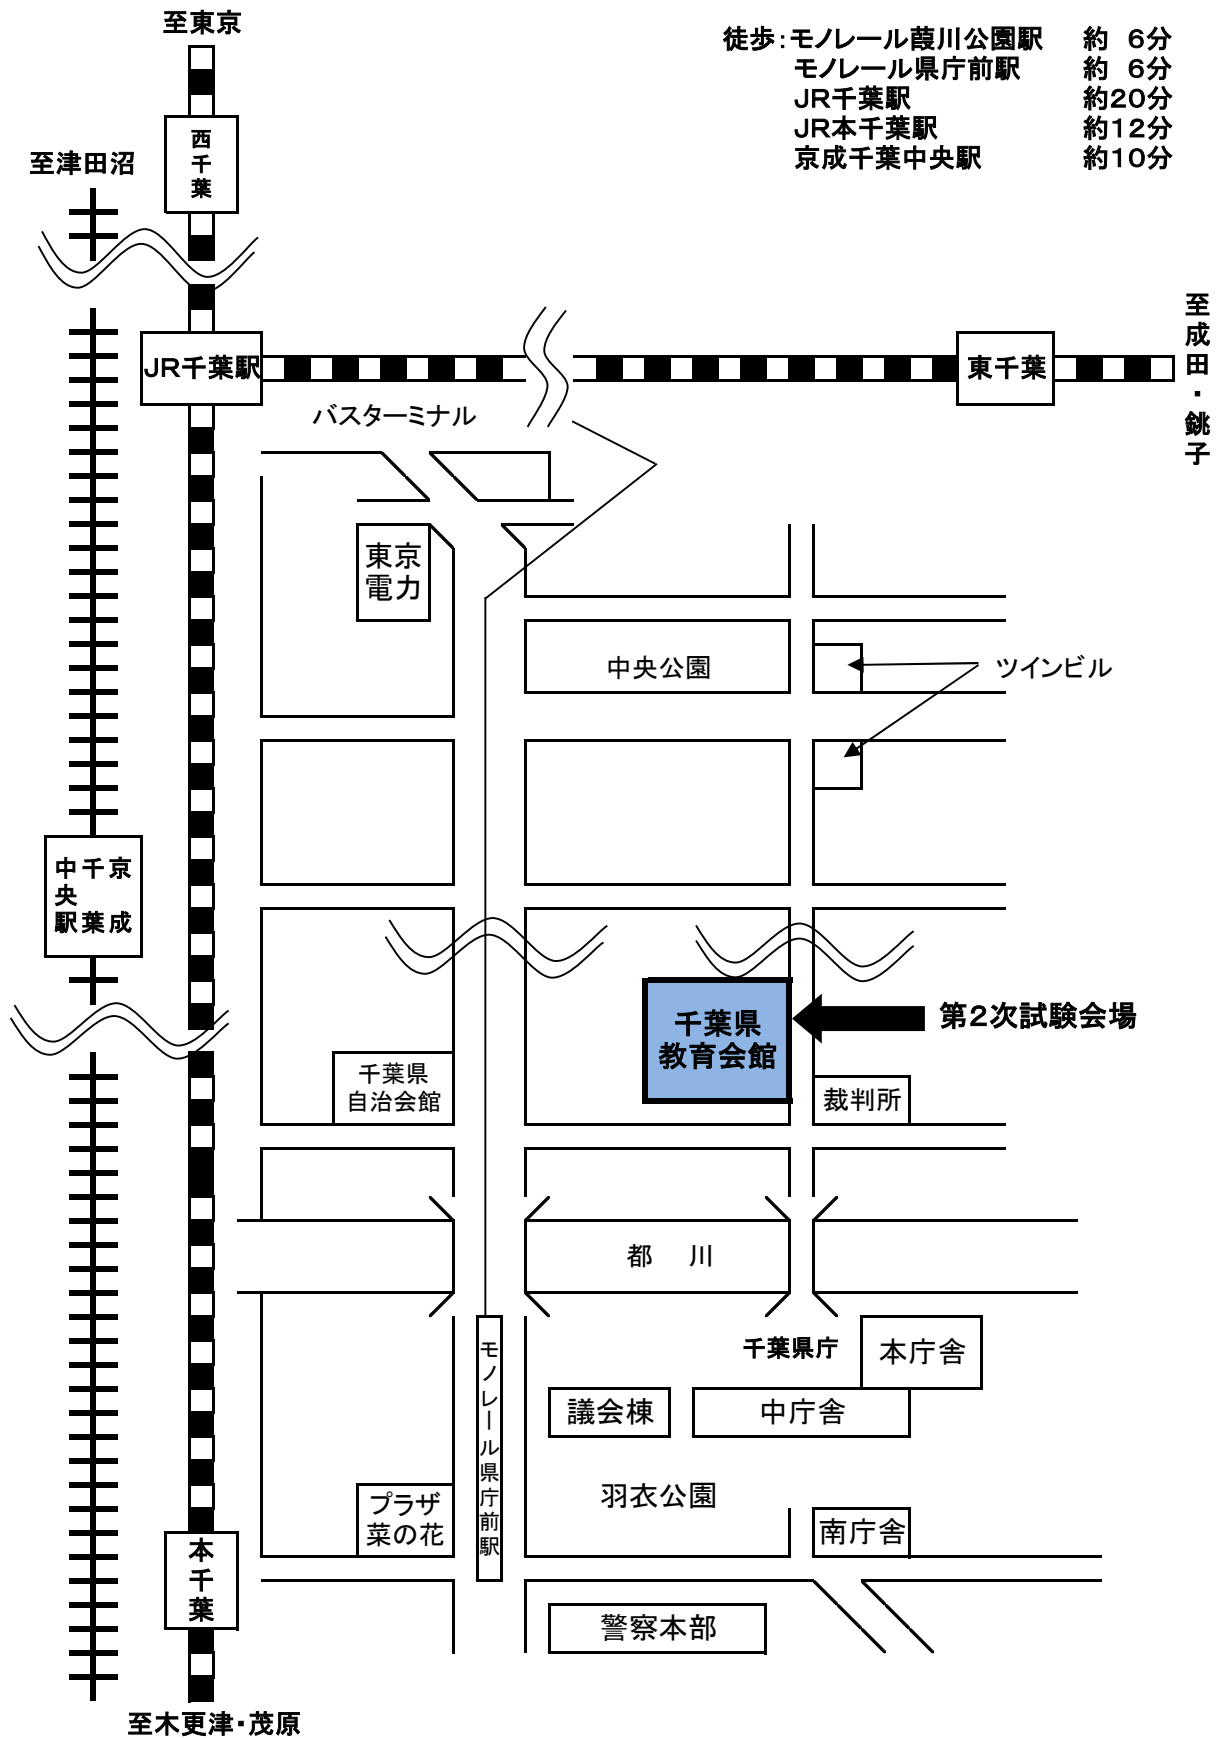 至東京
徒歩：モノレール葭川公園駅　約　6分
モノレール県庁前駅　約　6分
JR千葉駅　約20分
JR本千葉駅　約12分
京成千葉中央駅　約10分
西千葉
至津田沼
至成田・銚子
JR千葉駅
東千葉
バスターミナル
東京
電力
中央公園
ツインビル
京成
千葉
中央駅
千葉県
教育会館
第2次試験会場
千葉県
自治会館
裁判所
都　川
千葉県庁
本庁舎
モノレール県庁前駅
議会棟
中庁舎
羽衣公園
プラザ
菜の花
南庁舎
本千葉
警察本部
至木更津・茂原